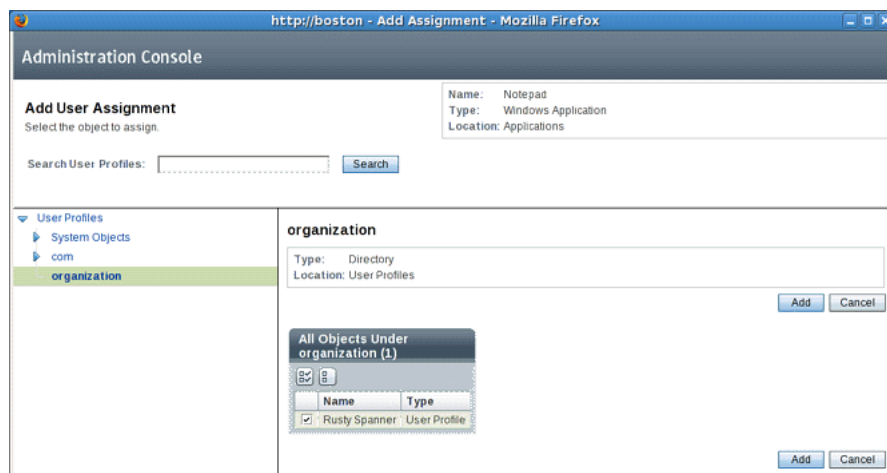 http://boston - Add Assignment - Mozilla Firefox
Administration Console
Add User Assignment
Select the object to assign.
Name: Notepad
Type: Windows Application
Location: Applications
Search User Profiles: Search
User Profiles
System Objects
com
organization
organization
Type: Directory
Location: User Profiles
Add Cancel
All Objects Under
organization (1)
Name Type
Rusty Spanner User Profile
Add Cancel